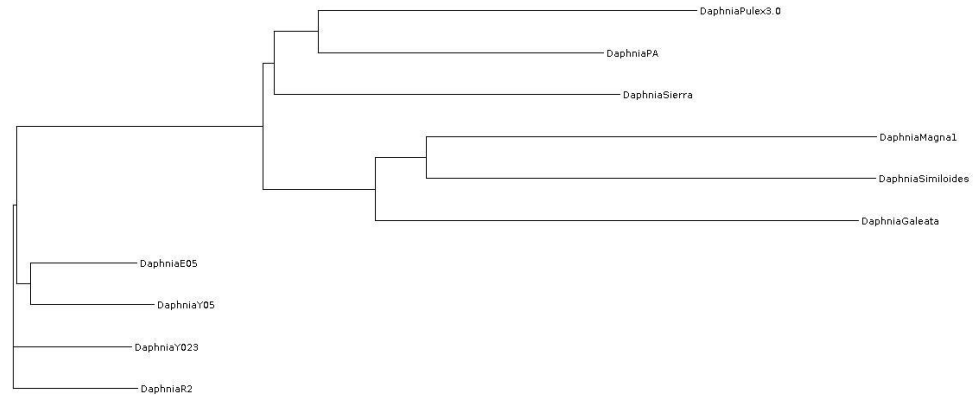 DaphniaPulex3.0
DaphniaPA
DaphniaSierra
DaphniaMagna1
DaphniaSimiloides
DaphniaGaleata
DaphniaE05
DaphniaY05
DaphniaY023
DaphniaR2